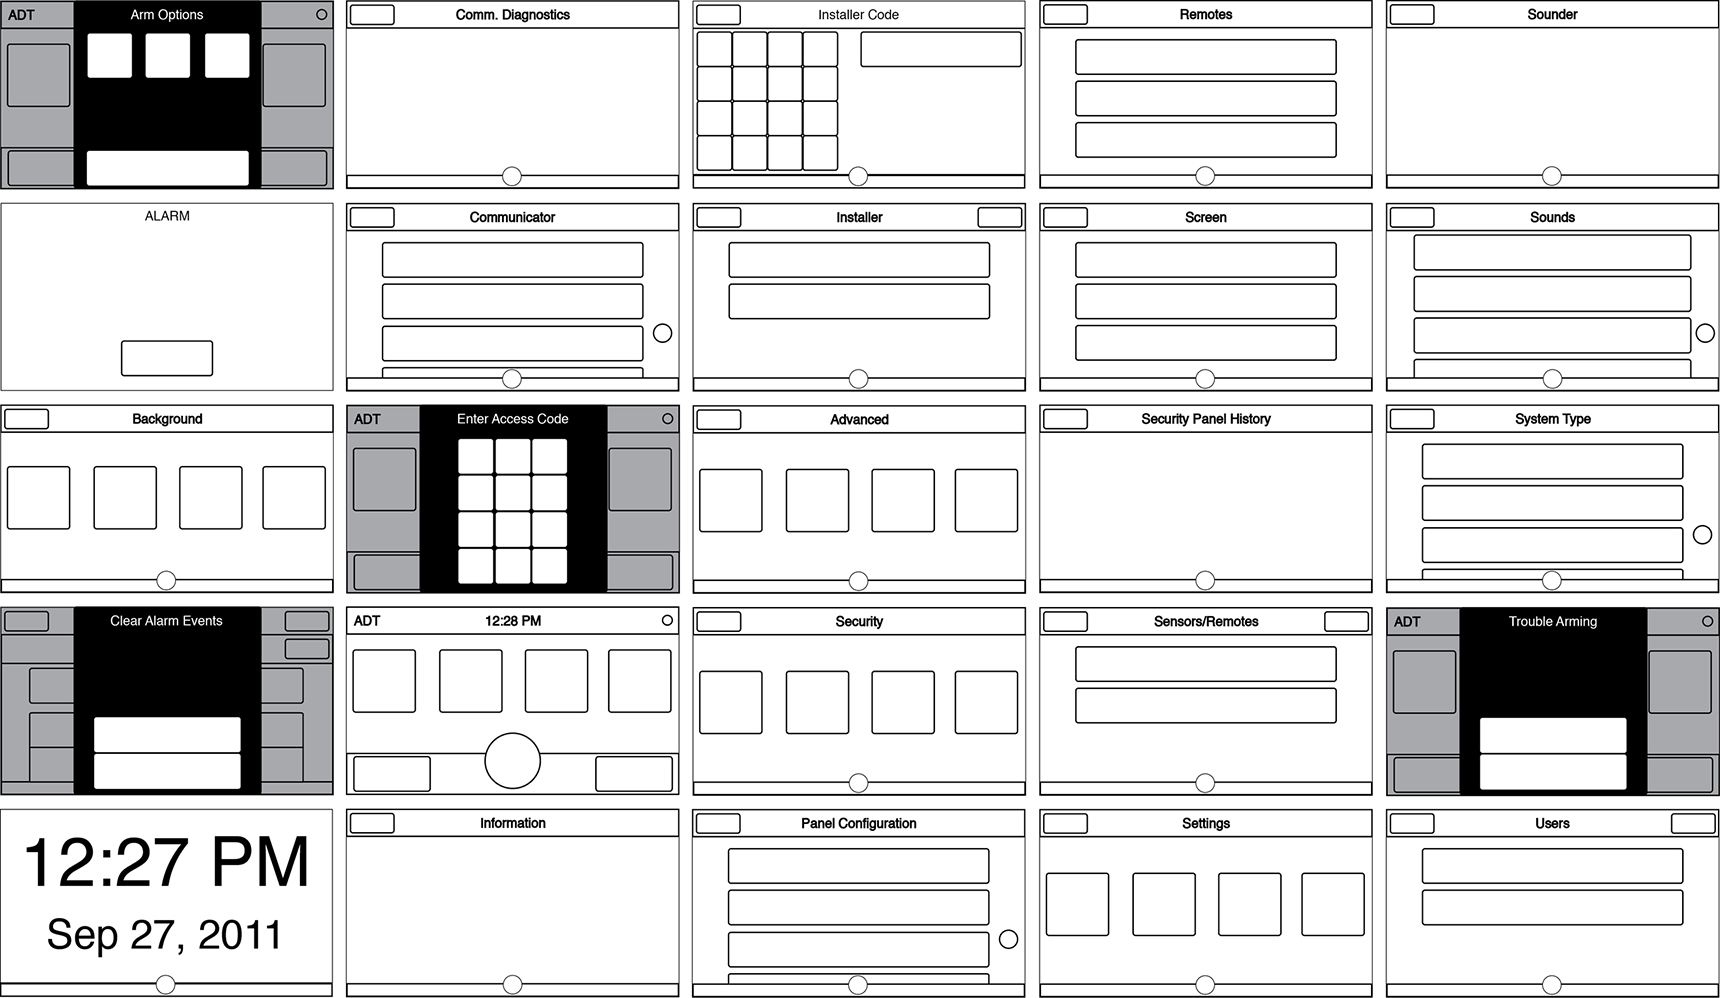 ADT Arm Options
Comm. Diagnostics
Installer Code
Remotes
Sounder
ALARM
Communicator
Installer
Screen
Sounds
Background
ADT Enter Access Code
Advanced
Security Panel History
System Type
Clear Alarm Events
ADT 12:28 PM
Security
Sensors/Remotes
ADT Trouble Arming
12:27 PM
Sep 27, 2011
Information
Panel Configuration
Settings
Users